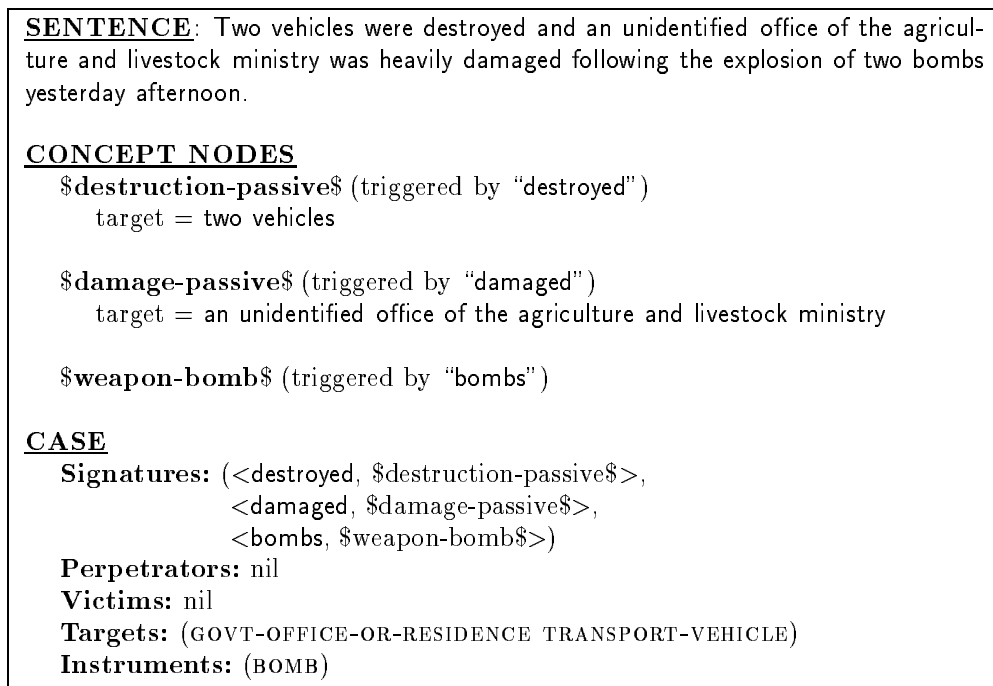 SENTENCE: Two vehicles were destroyed and an unidentified office of the agricul-
ture and livestock ministry was heavily damaged following the explosion of two bombs
yesterday afternoon.
CONCEPT NODES
$destruction-passive$ (triggered by “destroyed”)
target = two vehicles
$damage-passive$ (triggered by “damaged”)
target = an unidentified office of the agriculture and livestock ministry
$weapon-bomb$ (triggered by “bombs”)
CASE
Signatures: (<destroyed, $destruction-passive$>,
<damaged, $damage-passive$>,
<bombs, $weapon-bomb$>)
Perpetrators: nil
Victims: nil
Targets: (GOVT-OFFICE-OR-RESIDENCE TRANSPORT-VEHICLE)
Instruments: (BOMB)